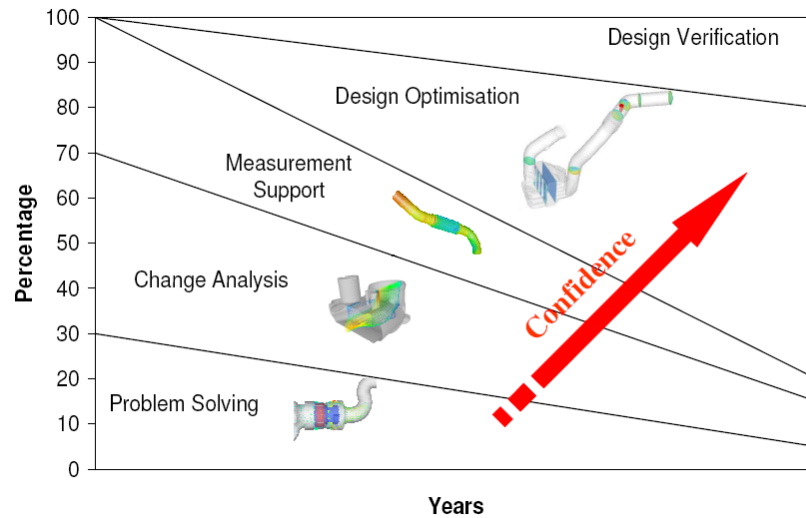 100
90
80
70
60
50
40
30
20
10
0
Percentage
Years
Design Verification
Design Optimisation
Measurement
Support
Change Analysis
Problem Solving
Confidence